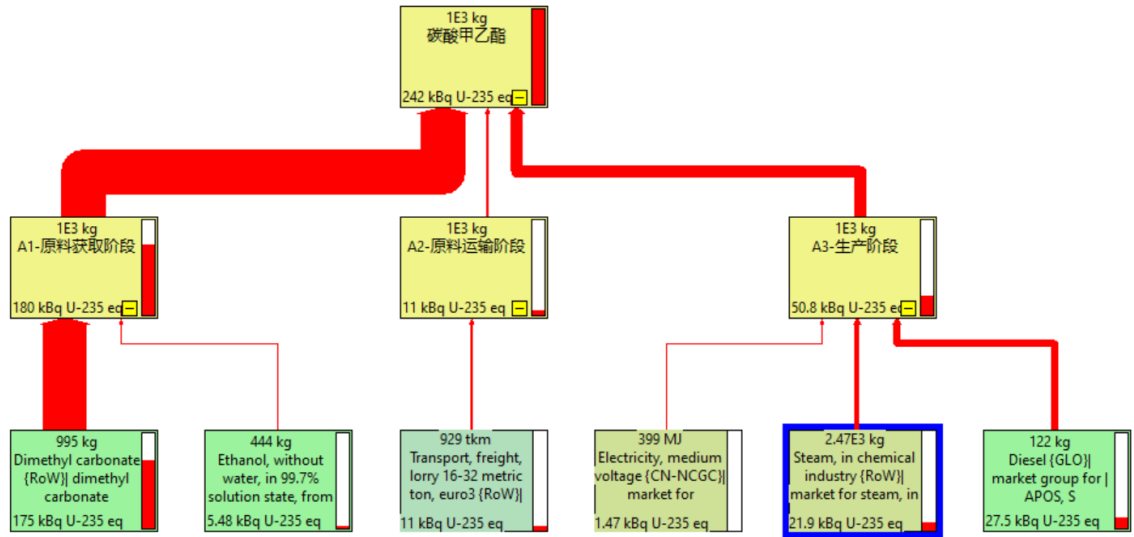 1E3 kg
碳酸甲乙酯
242 kBq U-235 eq
1E3 kg
A1-原料获取阶段
180 kBq U-235 eq
1E3 kg
A2-原料运输阶段
11 kBq U-235 eq
1E3 kg
A3-生产阶段
50.8 kBq U-235 eq
995 kg
Dimethyl carbonate
{RoW}| dimethyl
carbonate
175 kBq U-235 eq
444 kg
Ethanol, without
water, in 99.7%
solution state, from
5.48 kBq U-235 eq
929 tkm
Transport, freight,
lorry 16-32 metric
ton, euro3 {RoW}|
11 kBq U-235 eq
399 MJ
Electricity, medium
voltage {CN-NCGC}|
market for
1.47 kBq U-235 eq
2.47E3 kg
Steam, in chemical
industry {RoW}|
market for steam, in
21.9 kBq U-235 eq
122 kg
Diesel {GLO}|
market group for |
APOS, S
27.5 kBq U-235 eq